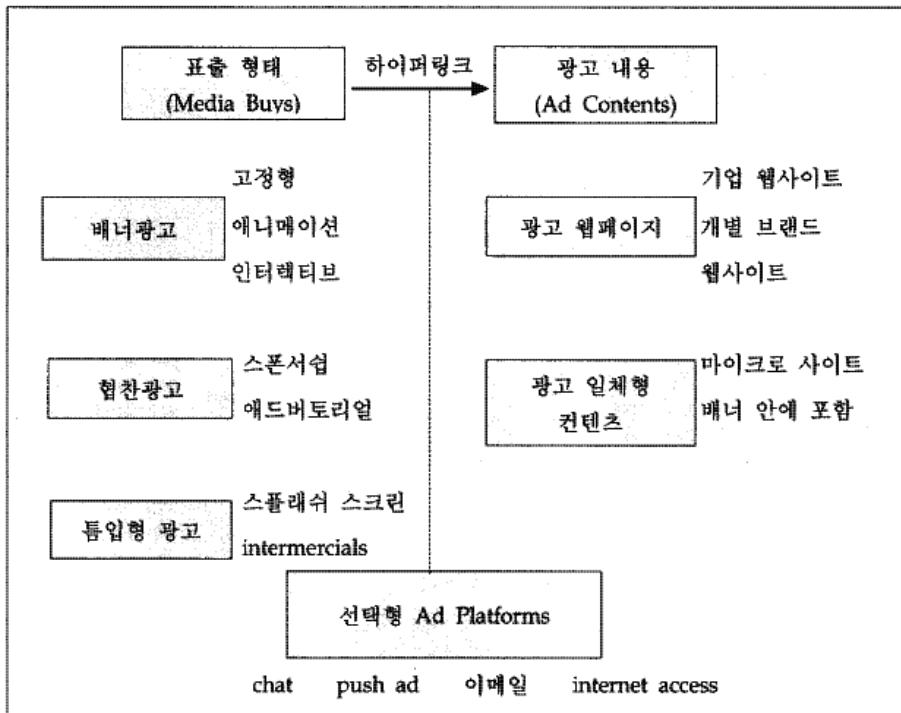 표출 형태
(Media Buys)
하이퍼링크
광고 내용
(Ad Contents)
배너광고
고정형
애니메이션
인터렉티브
광고 웹페이지
기업 웹사이트
개별 브랜드
웹사이트
협찬광고
스폰서쉽
애드버토리얼
광고 일체형
컨텐츠
마이크로 사이트
배너 안에 포함
틈입형 광고
스플래쉬 스크린
intermercials
선택형 Ad Platforms
chat push ad 이메일 internet access